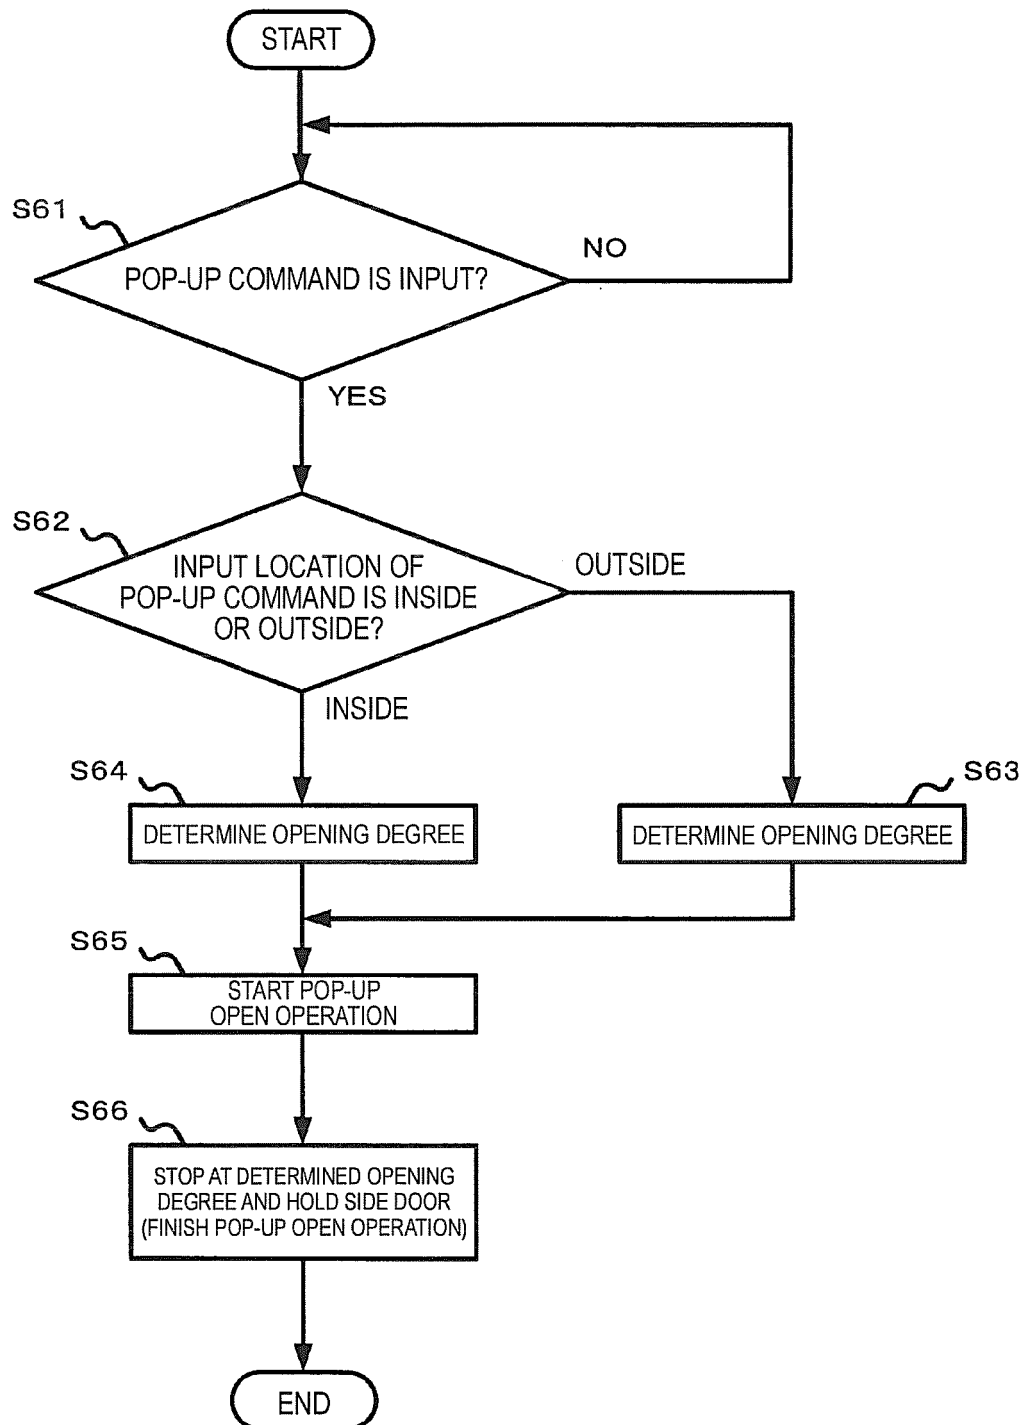 START
S61
NO
POP-UP COMMAND IS INPUT?
YES
S62
OUTSIDE
INPUT LOCATION OF
POP-UP COMMAND IS INSIDE
OR OUTSIDE?
INSIDE
S64
S63
DETERMINE OPENING DEGREE
DETERMINE OPENING DEGREE
S65
START POP-UP
OPEN OPERATION
S66
STOP AT DETERMINED OPENING
DEGREE AND HOLD SIDE DOOR
(FINISH POP-UP OPEN OPERATION)
END